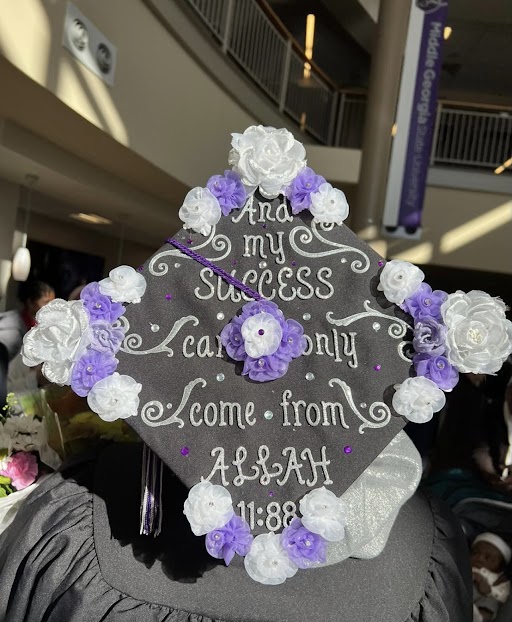 And
my
SUCCESS
can only
come from
ALLAH
11:88
Middle Georgia State University